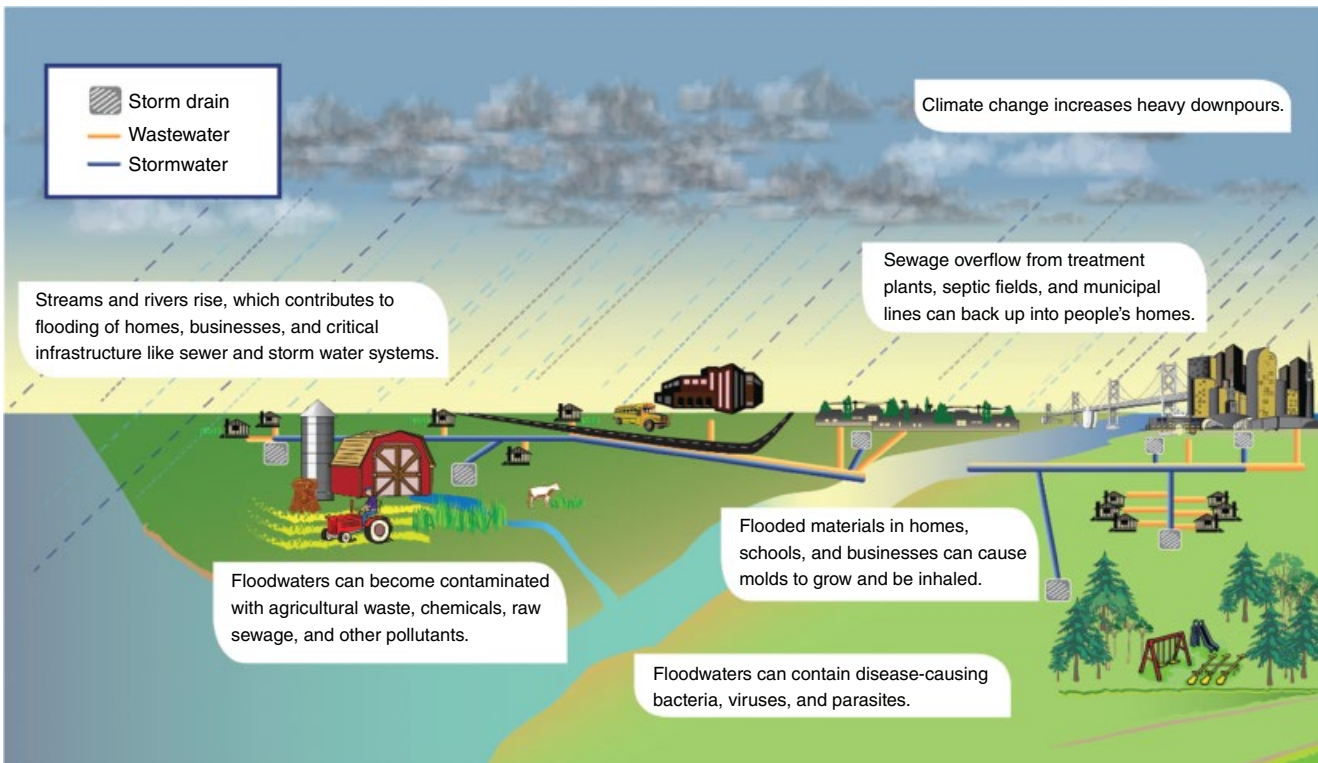 Storm drain
Wastewater
Stormwater
Climate change increases heavy downpours.
Sewage overflow from treatment
plants, septic fields, and municipal
lines can back up into people’s homes.
Streams and rivers rise, which contributes to
flooding of homes, businesses, and critical
infrastructure like sewer and storm water systems.
Flooded materials in homes,
schools, and businesses can cause
molds to grow and be inhaled.
Floodwaters can become contaminated
with agricultural waste, chemicals, raw
sewage, and other pollutants.
Floodwaters can contain disease-causing
bacteria, viruses, and parasites.